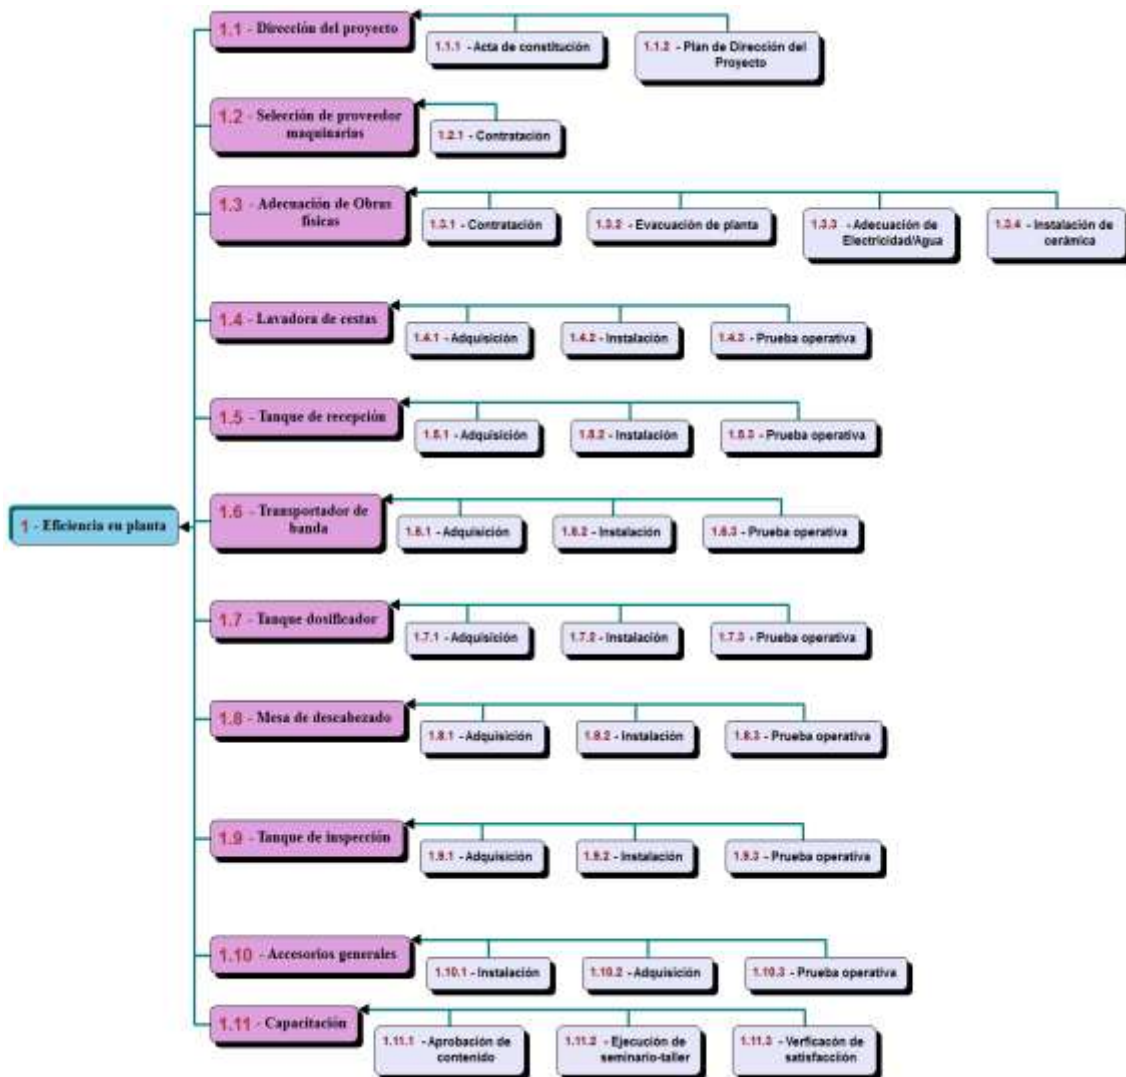 1.1 - Dirección del proyecto
1.1.1 - Acta de constitución
1.1.2 - Plan de Dirección del
Proyecto
1.2 - Selección de proveedor
maquinarias
1.2.1 - Contratación
1.3 - Adecuación de Obras
físicas
1.3.1 - Contratación
1.3.2 - Evacuación de planta
1.3.3 - Adecuación de
Electricidad/Agua
1.3.4 - Instalación de
cerámica
1.4 - Lavadora de cestas
1.4.1 - Adquisición
1.4.2 - Instalación
1.4.3 - Prueba operativa
1.5 - Tanque de recepción
1.5.1 - Adquisición
1.5.2 - Instalación
1.5.3 - Prueba operativa
1 - Eficiencia en planta
1.6 - Transportador de
banda
1.6.1 - Adquisición
1.6.2 - Instalación
1.6.3 - Prueba operativa
1.7 - Tanque dosificador
1.7.1 - Adquisición
1.7.2 - Instalación
1.7.3 - Prueba operativa
1.8 - Mesa de descabezado
1.8.1 - Adquisición
1.8.2 - Instalación
1.8.3 - Prueba operativa
1.9 - Tanque de inspección
1.9.1 - Adquisición
1.9.2 - Instalación
1.9.3 - Prueba operativa
1.10 - Accesorios generales
1.10.1 - Instalación
1.10.2 - Adquisición
1.10.3 - Prueba operativa
1.11 - Capacitación
1.11.1 - Aprobación de
contenido
1.11.2 - Ejecución de
seminario-taller
1.11.3 - Verficacón de
satisfacción